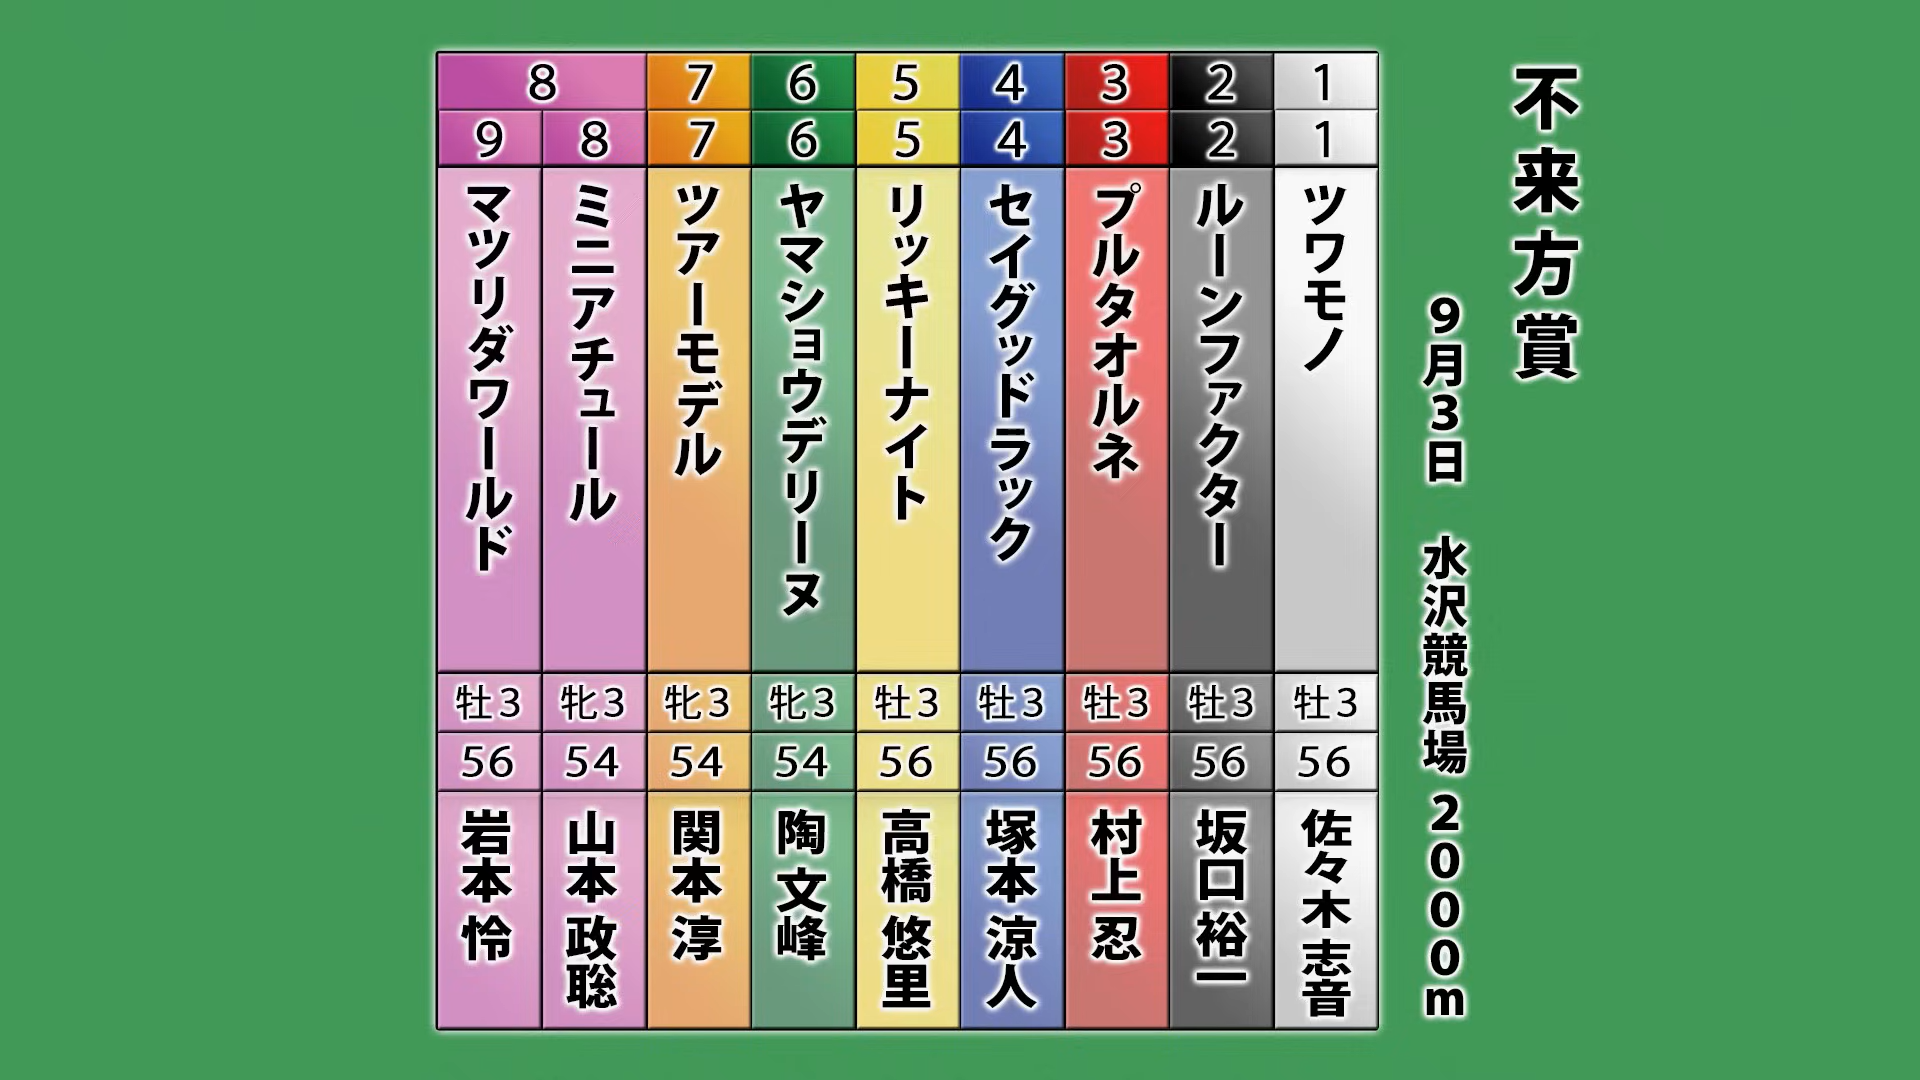 不来方賞
9月3日 水沢競馬場 2000m
1
1
ツワモノ
牡3
56
佐々木 志音
2
2
ルーンファクター
牡3
56
坂口 裕一
3
3
プルタオルネ
牡3
56
村上 忍
4
4
セイグッドラック
牡3
56
塚本 涼人
5
5
リッキーナイト
牡3
56
高橋 悠里
6
6
ヤマショウデリーヌ
牝3
54
陶 文峰
7
7
ツアーモデル
牝3
54
関本 淳
8
8
ミニアチュール
牝3
54
山本 政聡
9
マツリダワールド
牡3
56
岩本 怜